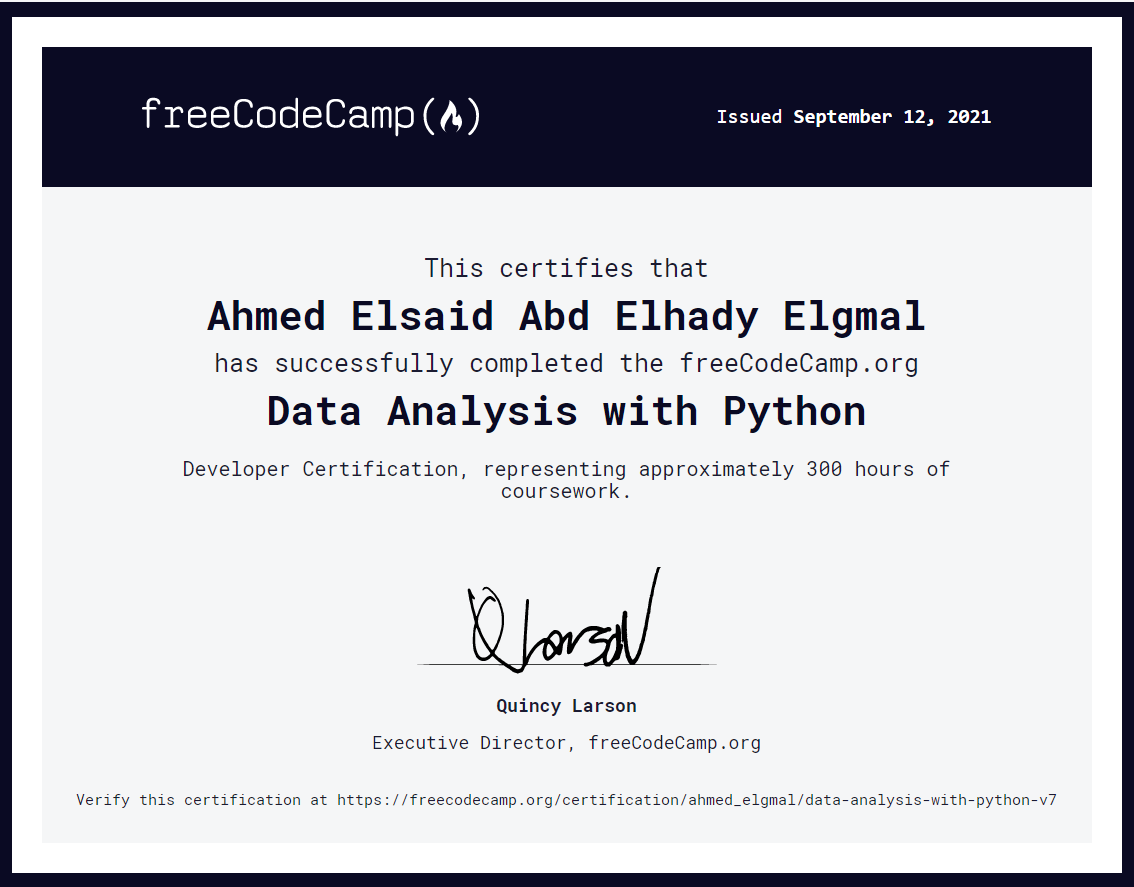 freeCodeCamp
Issued September 12, 2021
This certifies that
Ahmed Elsaid Abd Elhady Elgmal
has successfully completed the freeCodeCamp.org
Data Analysis with Python
Developer Certification, representing approximately 300 hours of
coursework.
Q Larson
Quincy Larson
Executive Director, freeCodeCamp.org
Verify this certification at https://freecodecamp.org/certification/ahmed_elgmal/data-analysis-with-python-v7